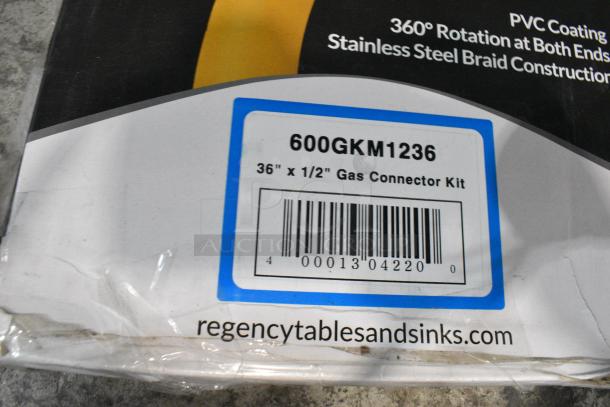 PVC Coating
360° Rotation at Both Ends
Stainless Steel Braid Construction
600GKM1236
36" x 1/2" Gas Connector Kit
4 00013 04220 0
regencytablesandsinks.com